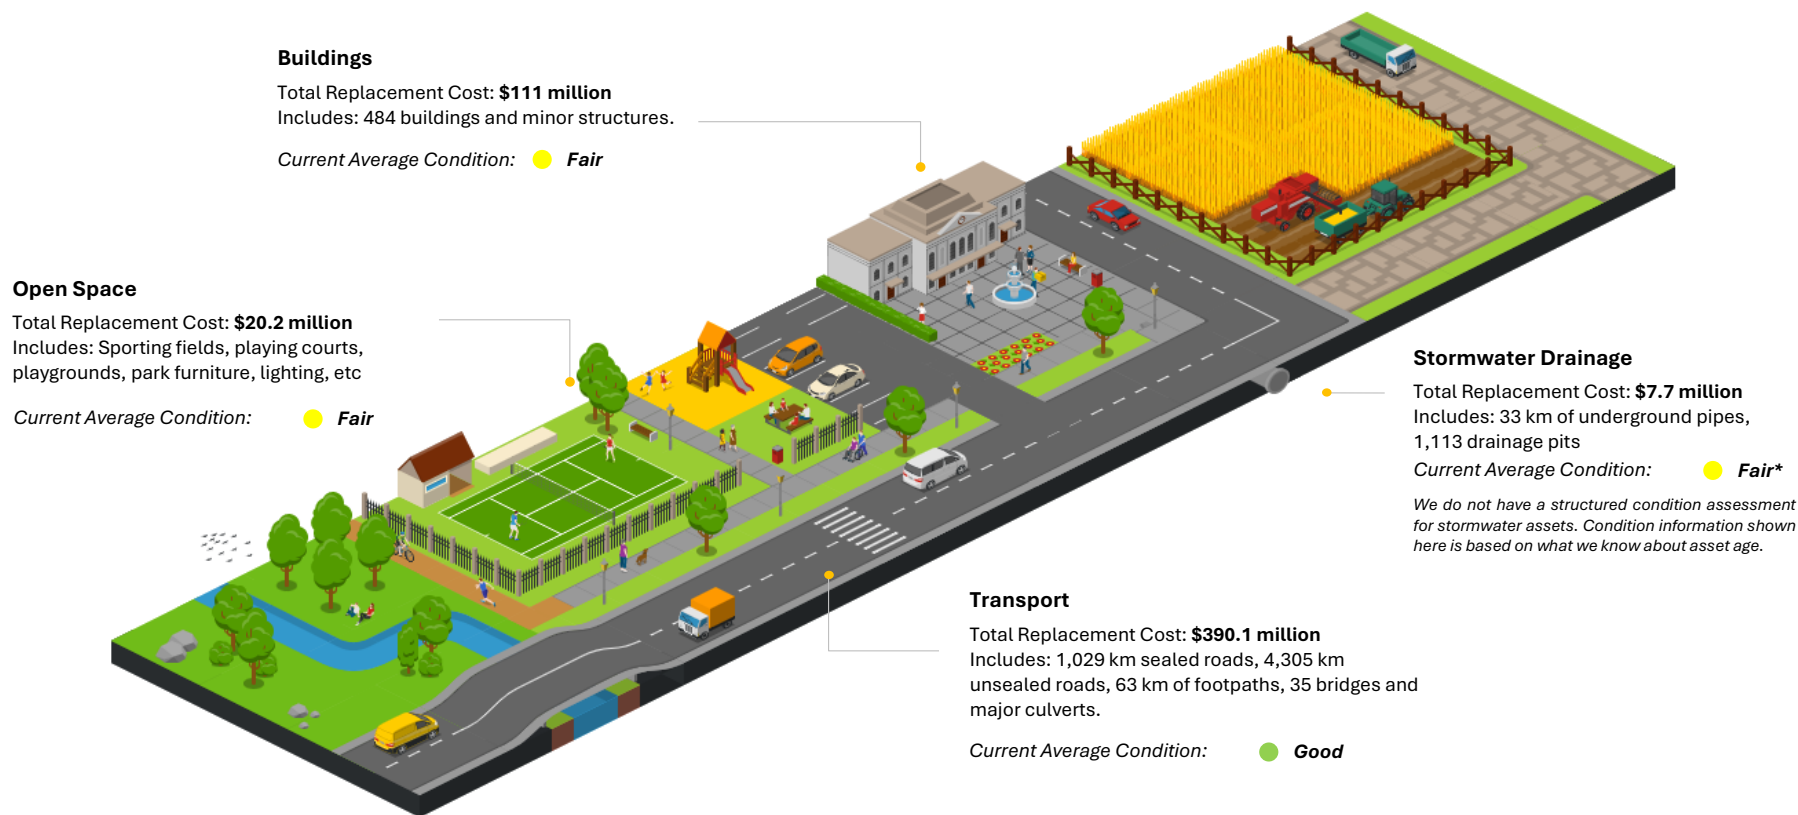 Buildings
Total Replacement Cost: $111 million
Includes: 484 buildings and minor structures.
Current Average Condition: Fair
Open Space
Total Replacement Cost: $20.2 million
Includes: Sporting fields, playing courts,
playgrounds, park furniture, lighting, etc
Current Average Condition: Fair
Stormwater Drainage
Total Replacement Cost: $7.7 million
Includes: 33 km of underground pipes,
1,113 drainage pits
Current Average Condition: Fair*
We do not have a structured condition assessment
for stormwater assets. Condition information shown
here is based on what we know about asset age.
Transport
Total Replacement Cost: $390.1 million
Includes: 1,029 km sealed roads, 4,305 km
unsealed roads, 63 km of footpaths, 35 bridges and
major culverts.
Current Average Condition: Good